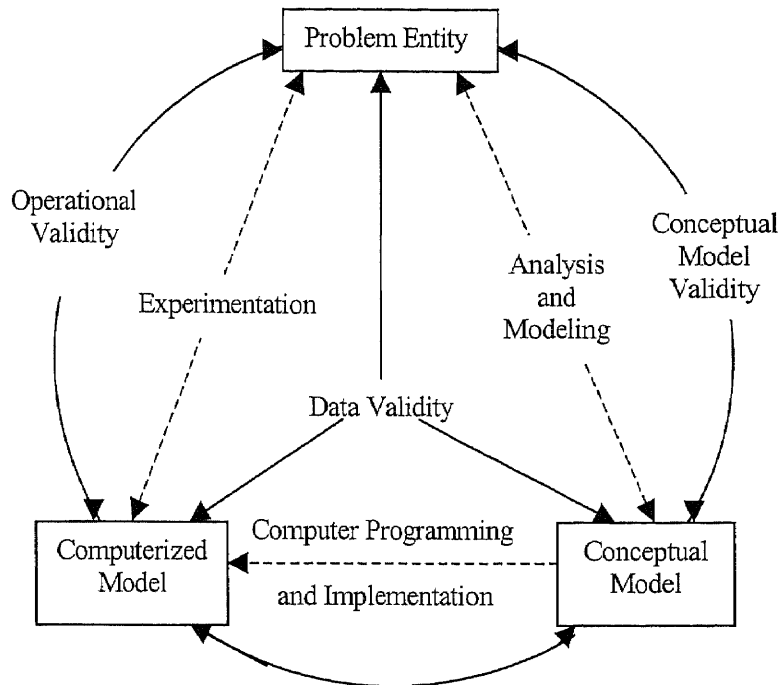 Problem Entity
Operational
Validity
Conceptual
Model
Validity
Analysis
and
Modeling
Experimentation
Data Validity
Computerized
Model
Computer Programming
and Implementation
Conceptual
Model